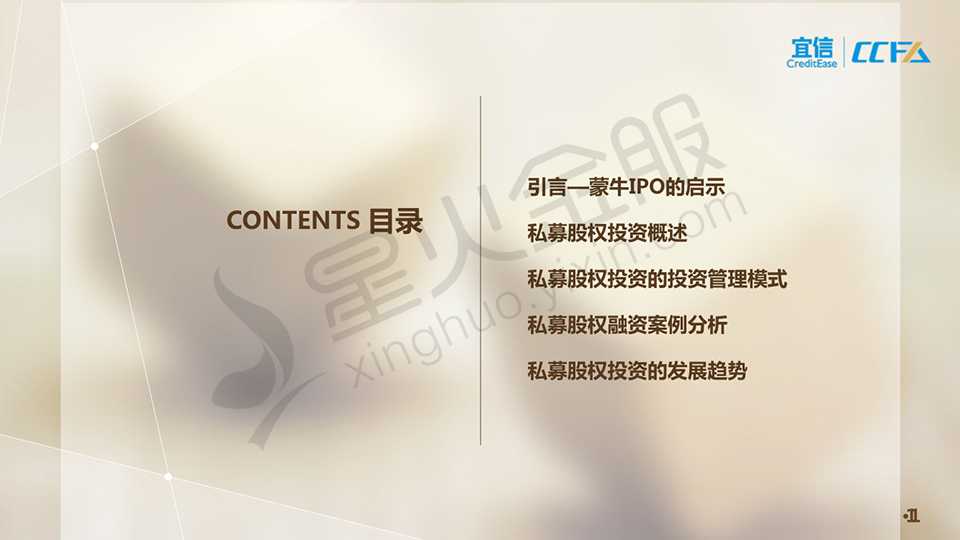 宜信
CreditEase
CCFA
CONTENTS 目录
引言—蒙牛IPO的启示
私募股权投资概述
私募股权投资的投资管理模式
私募股权融资案例分析
私募股权投资的发展趋势
星火金服
xinghuo.yixin.com